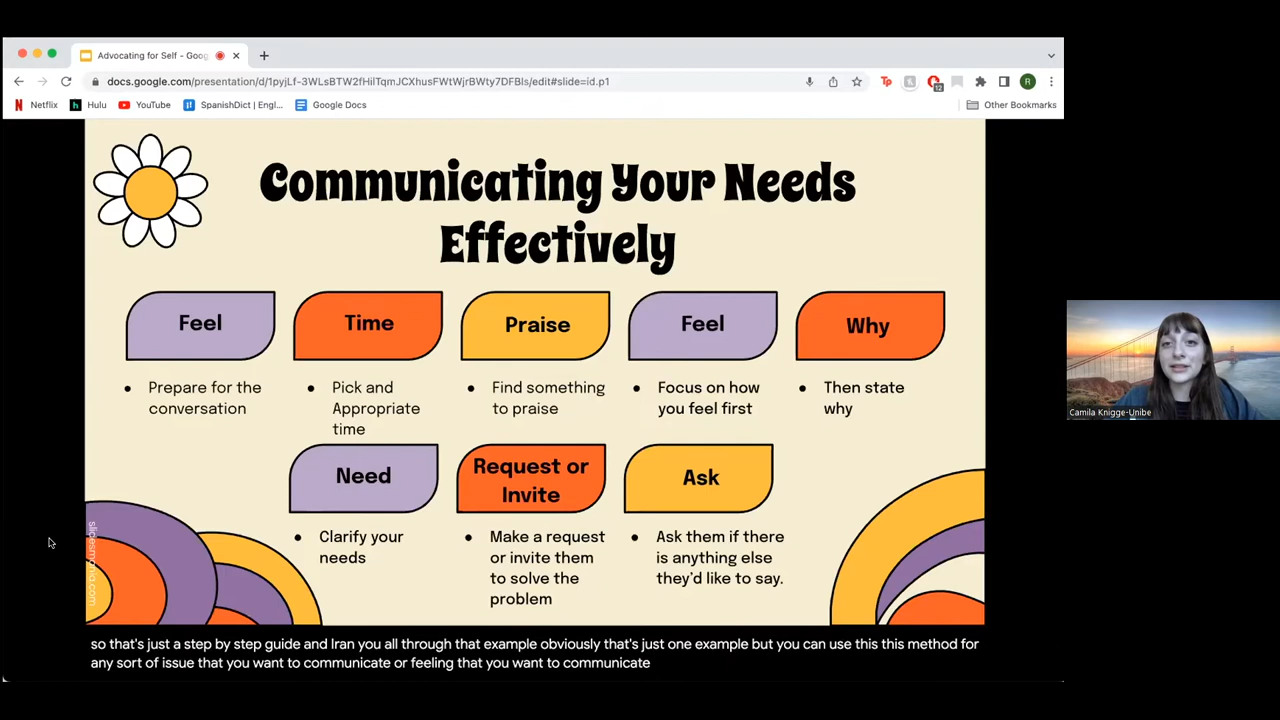 Advocating for Self - Goog
docs.google.com/presentation/d/1pyjLf-3WLsBTW2fHilTqmJCXhusFWtWjrBWty7DFBls/edit#slide=id.p1
Tp
12
R
N Netflix
h Hulu
YouTube
SpanishDict | Engl...
Google Docs
Other Bookmarks
Communicating Your Needs
Effectively
Feel
Time
Praise
Feel
Why
• Prepare for the
conversation
• Pick and
Appropriate
time
• Find something
to praise
• Focus on how
you feel first
• Then state
why
Need
Request or
Invite
Ask
• Clarify your
needs
• Make a request
or invite them
to solve the
problem
• Ask them if there
is anything else
they'd like to say.
slidesmania.com
Camila Knigge-Unibe
so that's just a step by step guide and Iran you all through that example obviously that's just one example but you can use this this method for
any sort of issue that you want to communicate or feeling that you want to communicate